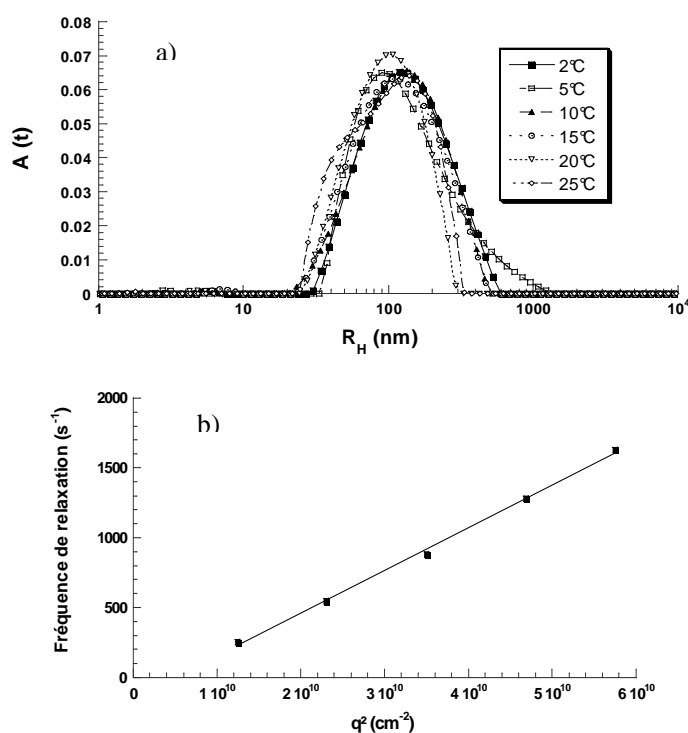 a)
0.08
0.07
0.06
0.05
0.04
0.03
0.02
0.01
0
A (t)
2°C
5°C
10°C
15°C
20°C
25°C
1 10 100 1000 10⁴
R_H (nm)
b)
2000
1500
1000
500
0
Fréquence de relaxation (s⁻¹)
0 1 10¹⁰ 2 10¹⁰ 3 10¹⁰ 4 10¹⁰ 5 10¹⁰ 6 10¹⁰
q² (cm⁻²)